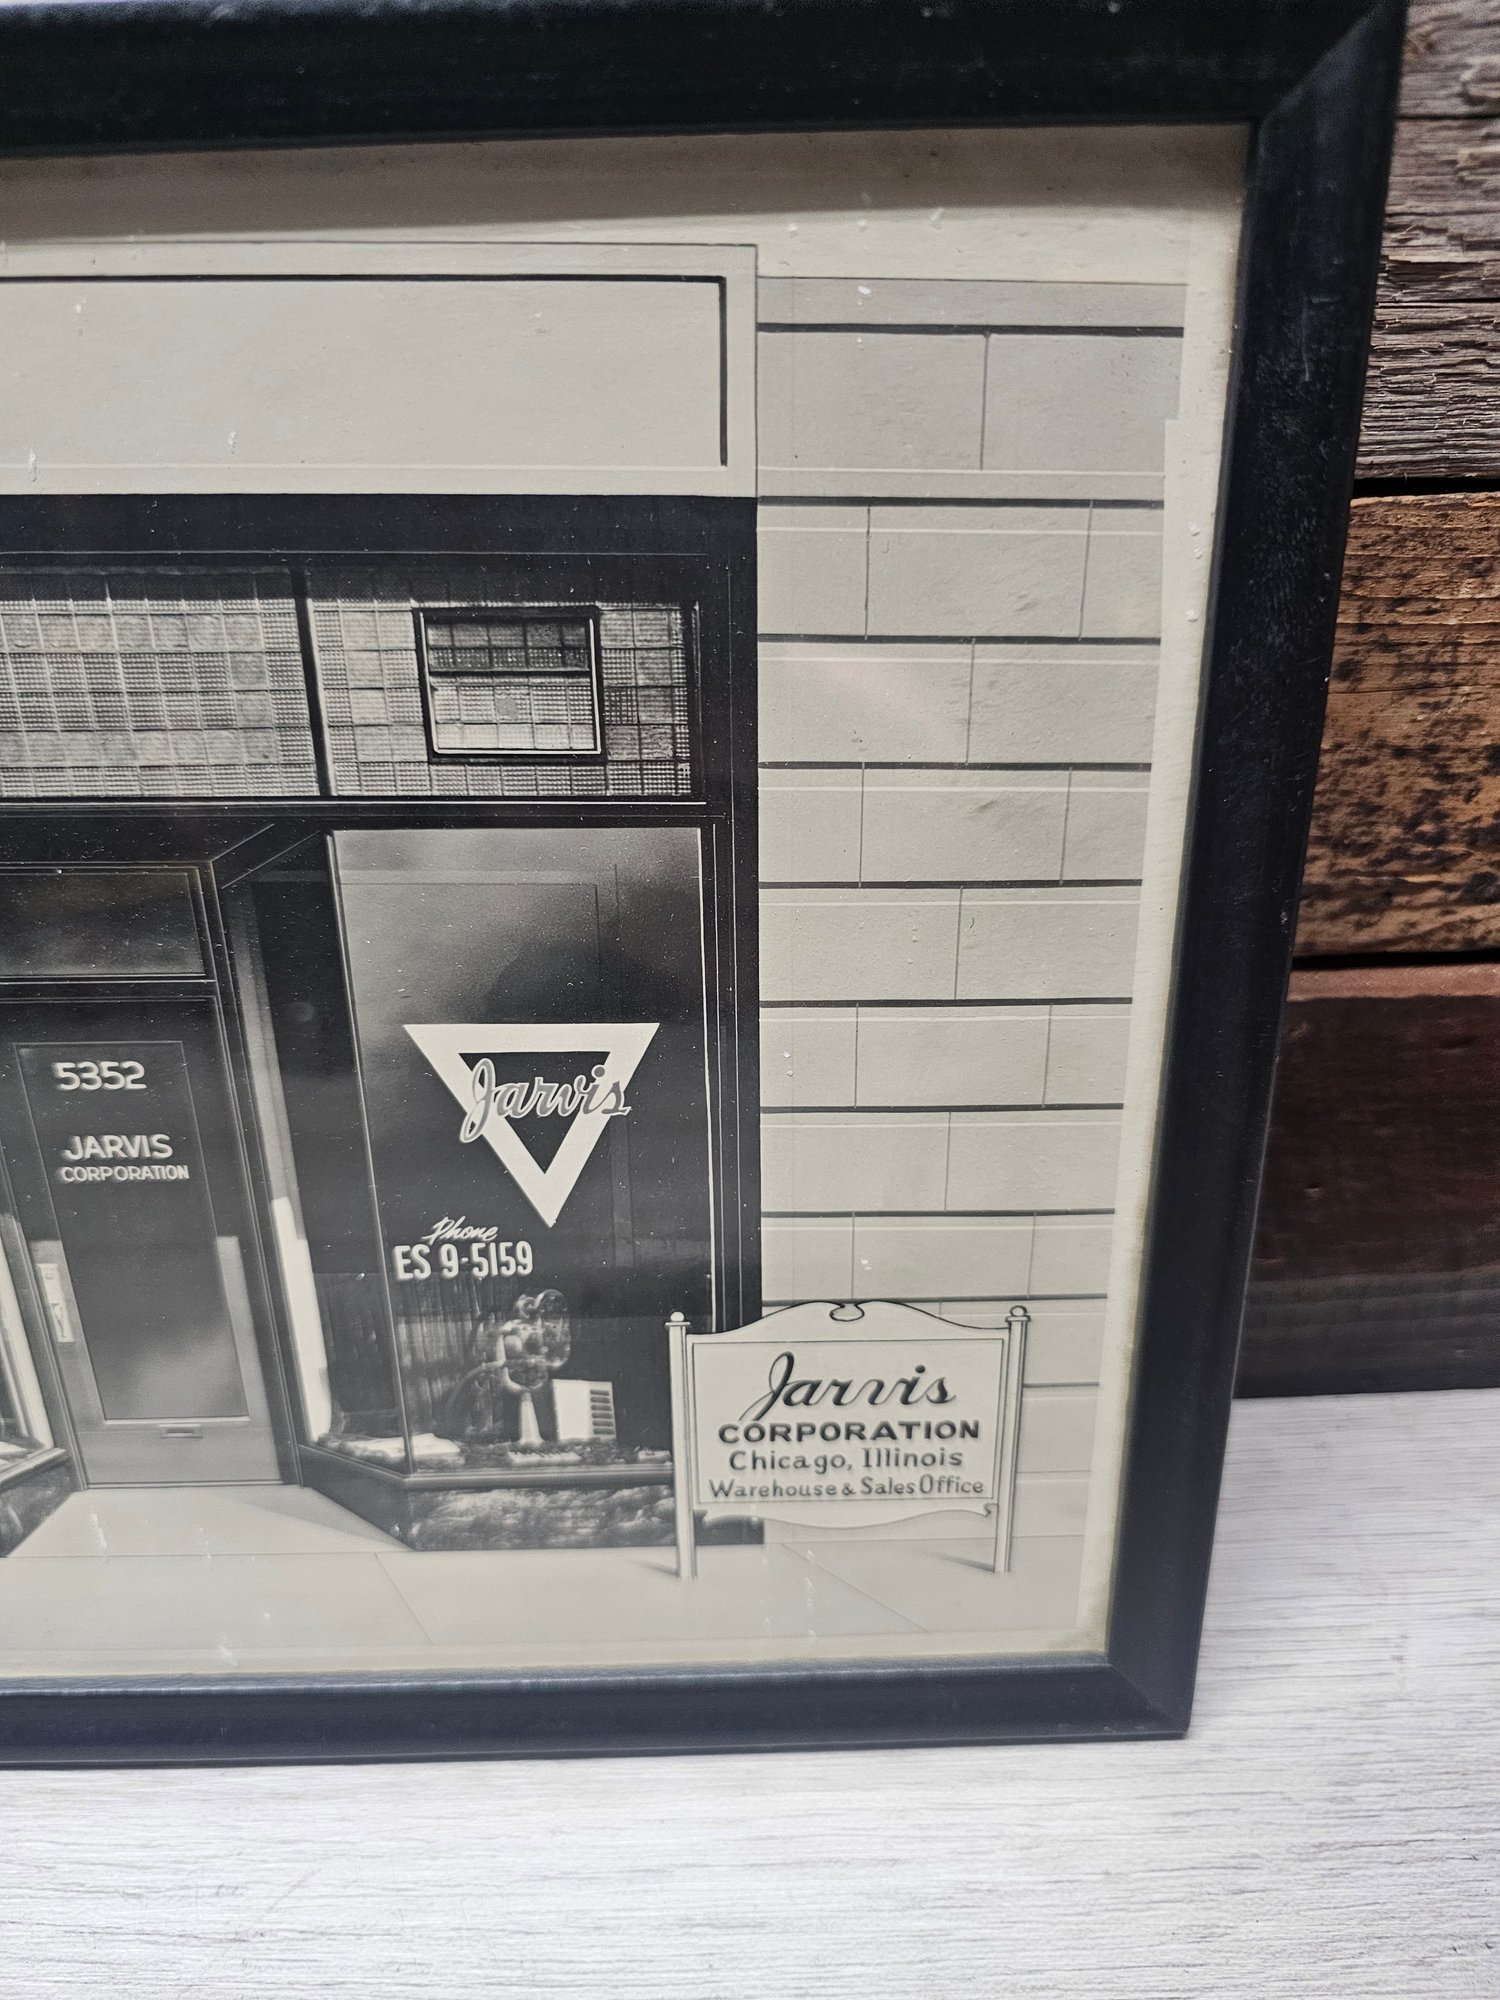 5352
JARVIS
CORPORATION
Jarvis
Phone
ES 9-5159
Jarvis
CORPORATION
Chicago, Illinois
Warehouse & Sales Office